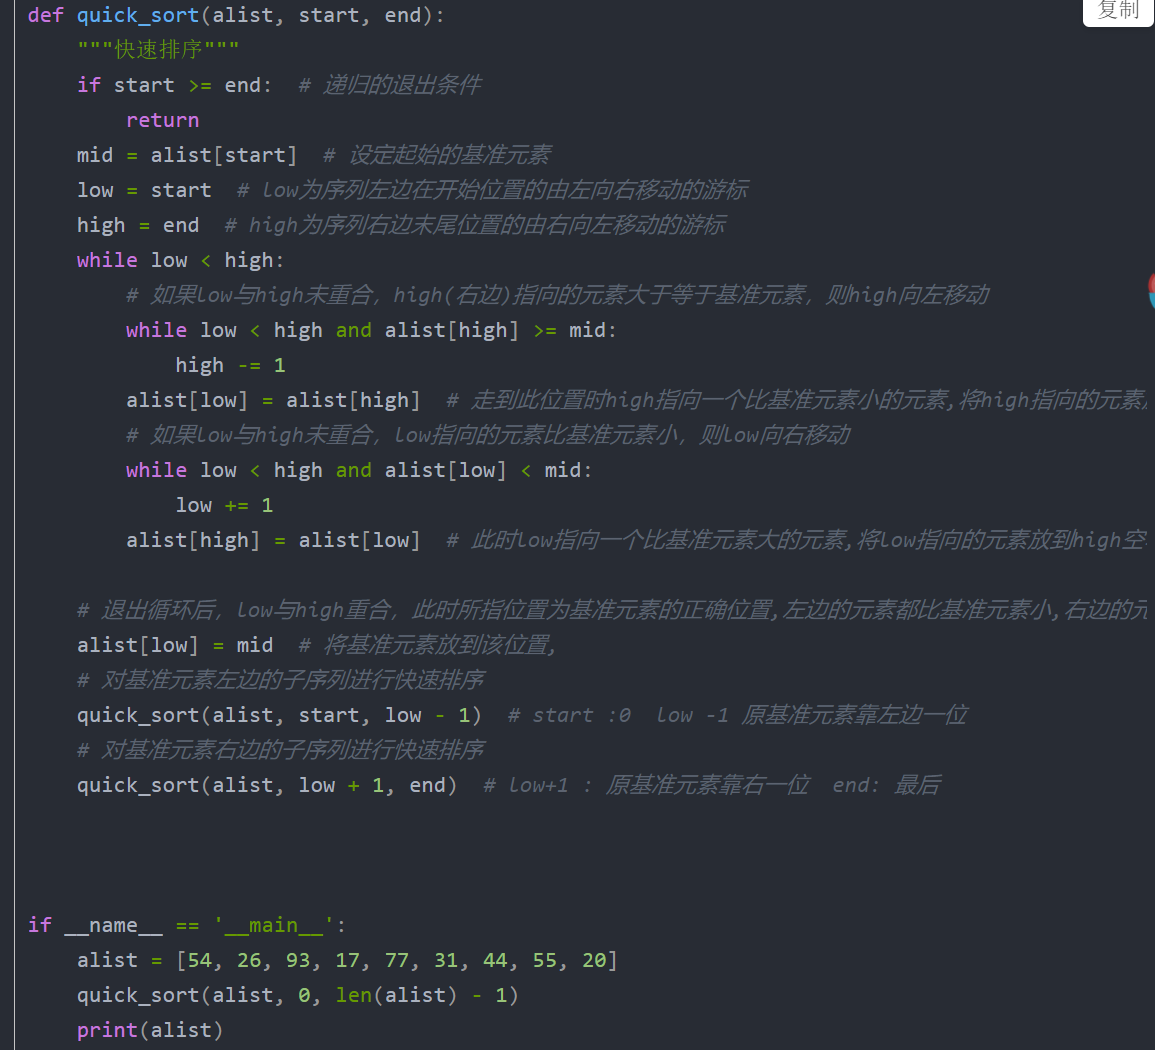 复制
def quick_sort(alist, start, end):
    """快速排序"""
    if start >= end:  # 递归的退出条件
        return
    mid = alist[start]  # 设定起始的基准元素
    low = start  # low为序列左边在开始位置的由左向右移动的游标
    high = end  # high为序列右边末尾位置的由右向左移动的游标
    while low < high:
        # 如果low与high未重合，high(右边)指向的元素大于等于基准元素，则high向左移动
        while low < high and alist[high] >= mid:
            high -= 1
        alist[low] = alist[high]  # 走到此位置时high指向一个比基准元素小的元素,将high指向的元素
        # 如果low与high未重合，low指向的元素比基准元素小，则low向右移动
        while low < high and alist[low] < mid:
            low += 1
        alist[high] = alist[low]  # 此时low指向一个比基准元素大的元素,将low指向的元素放到high空
    # 退出循环后，low与high重合，此时所指位置为基准元素的正确位置,左边的元素都比基准元素小,右边的元
    alist[low] = mid  # 将基准元素放到该位置,
    # 对基准元素左边的子序列进行快速排序
    quick_sort(alist, start, low - 1)  # start :0  low -1 原基准元素靠左边一位
    # 对基准元素右边的子序列进行快速排序
    quick_sort(alist, low + 1, end)  # low+1 : 原基准元素靠右一位  end: 最后
if __name__ == '__main__':
    alist = [54, 26, 93, 17, 77, 31, 44, 55, 20]
    quick_sort(alist, 0, len(alist) - 1)
    print(alist)